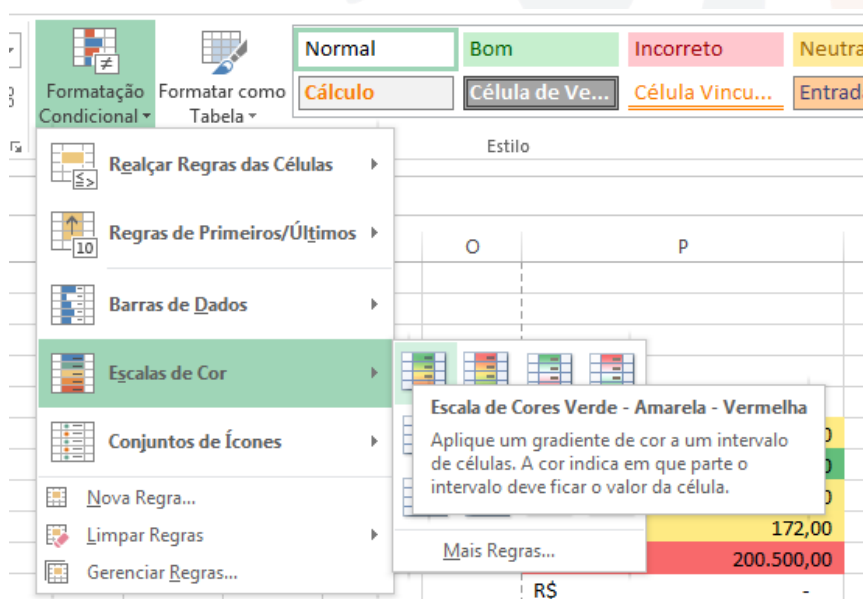 Normal
Bom
Incorreto
Neutra
Formatação
Condicional
Formatar como
Tabela
Cálculo
Célula de Ve...
Célula Vincu...
Entrada
Estilo
Realçar Regras das Células
Regras de Primeiros/Últimos
10
O
P
Barras de Dados
Escalas de Cor
Escala de Cores Verde - Amarela - Vermelha
Aplique um gradiente de cor a um intervalo
de células. A cor indica em que parte o
intervalo deve ficar o valor da célula.
Conjuntos de Ícones
Nova Regra...
Limpar Regras
Gerenciar Regras...
Mais Regras...
172,00
200.500,00
R$ -